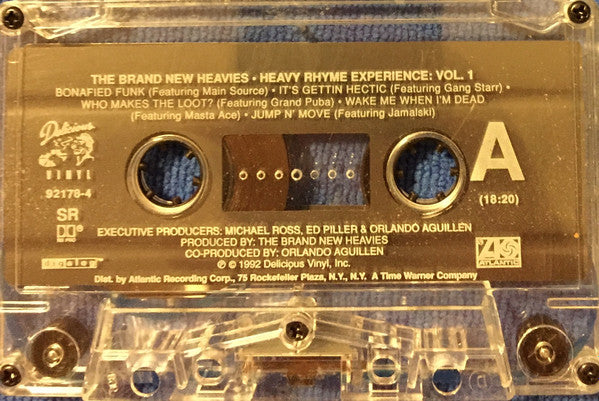 THE BRAND NEW HEAVIES • HEAVY RHYME EXPERIENCE: VOL. 1
BONAFIED FUNK (Featuring Main Source) • IT'S GETTIN HECTIC (Featuring Gang Starr) •
WHO MAKES THE LOOT? (Featuring Grand Puba) • WAKE ME WHEN I'M DEAD
(Featuring Masta Ace) • JUMP N' MOVE (Featuring Jamalski)
Delicious
VINYL
92178-4
SR
A
(18:20)
EXECUTIVE PRODUCERS: MICHAEL ROSS, ED PILLER & ORLANDO AGUILLEN
PRODUCED BY: THE BRAND NEW HEAVIES
CO-PRODUCED BY: ORLANDO AGUILLEN
℗ © 1992 Delicious Vinyl, Inc.
ATLANTIC
Dist. by Atlantic Recording Corp., 75 Rockefeller Plaza, N.Y., N.Y. A Time Warner Company